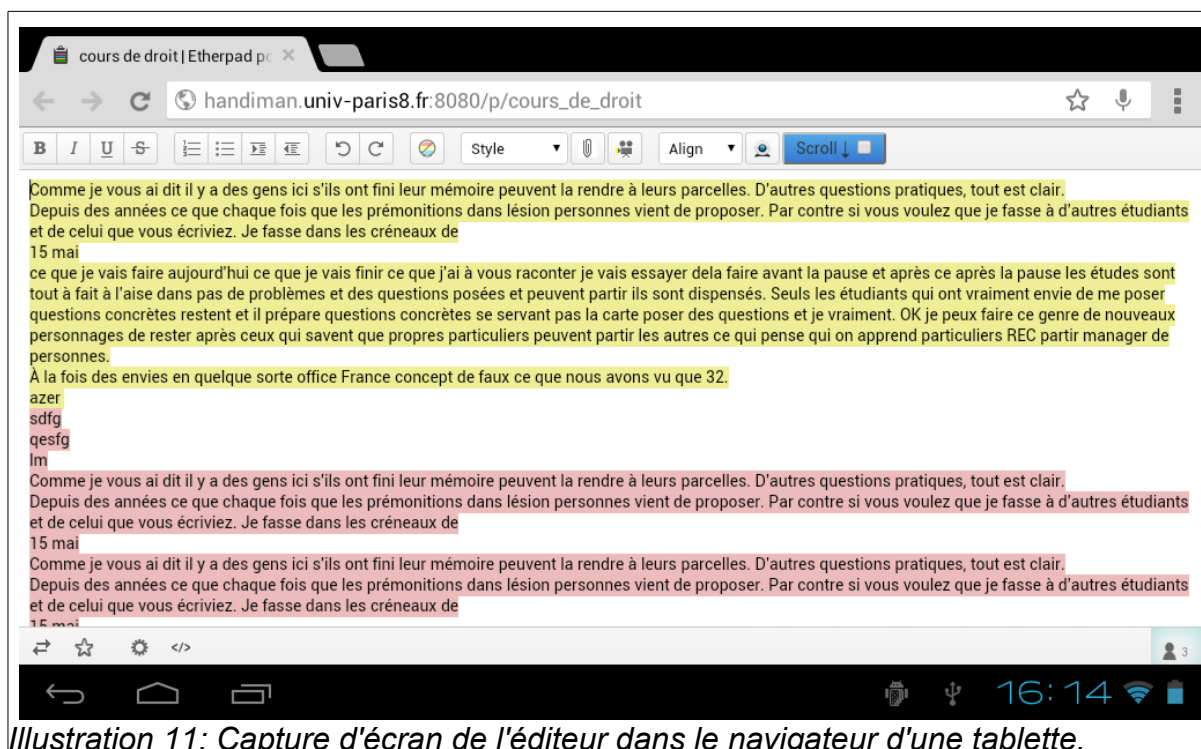 cours de droit | Etherpad po
handiman.univ-paris8.fr:8080/p/cours_de_droit
B I U S Style Align Scroll ↓
Comme je vous ai dit il y a des gens ici s'ils ont fini leur mémoire peuvent la rendre à leurs parcelles. D'autres questions pratiques, tout est clair.
Depuis des années ce que chaque fois que les prémonitions dans lésion personnes vient de proposer. Par contre si vous voulez que je fasse à d'autres étudiants
et de celui que vous écriviez. Je fasse dans les créneaux de
15 mai
ce que je vais faire aujourd'hui ce que je vais finir ce que j'ai à vous raconter je vais essayer dela faire avant la pause et après ce après la pause les études sont
tout à fait à l'aise dans pas de problèmes et des questions posées et peuvent partir ils sont dispensés. Seuls les étudiants qui ont vraiment envie de me poser
questions concrètes restent et il prépare questions concrètes se servant pas la carte poser des questions et je vraiment. OK je peux faire ce genre de nouveaux
personnages de rester après ceux qui savent que propres particuliers peuvent partir les autres ce qui pense qui on apprend particuliers REC partir manager de
personnes.
À la fois des envies en quelque sorte office France concept de faux ce que nous avons vu que 32.
azer
sdfg
qesfg
lm
Comme je vous ai dit il y a des gens ici s'ils ont fini leur mémoire peuvent la rendre à leurs parcelles. D'autres questions pratiques, tout est clair.
Depuis des années ce que chaque fois que les prémonitions dans lésion personnes vient de proposer. Par contre si vous voulez que je fasse à d'autres étudiants
et de celui que vous écriviez. Je fasse dans les créneaux de
15 mai
Comme je vous ai dit il y a des gens ici s'ils ont fini leur mémoire peuvent la rendre à leurs parcelles. D'autres questions pratiques, tout est clair.
Depuis des années ce que chaque fois que les prémonitions dans lésion personnes vient de proposer. Par contre si vous voulez que je fasse à d'autres étudiants
et de celui que vous écriviez. Je fasse dans les créneaux de
15 mai
</> 3
16:14
Illustration 11: Capture d'écran de l'éditeur dans le navigateur d'une tablette.